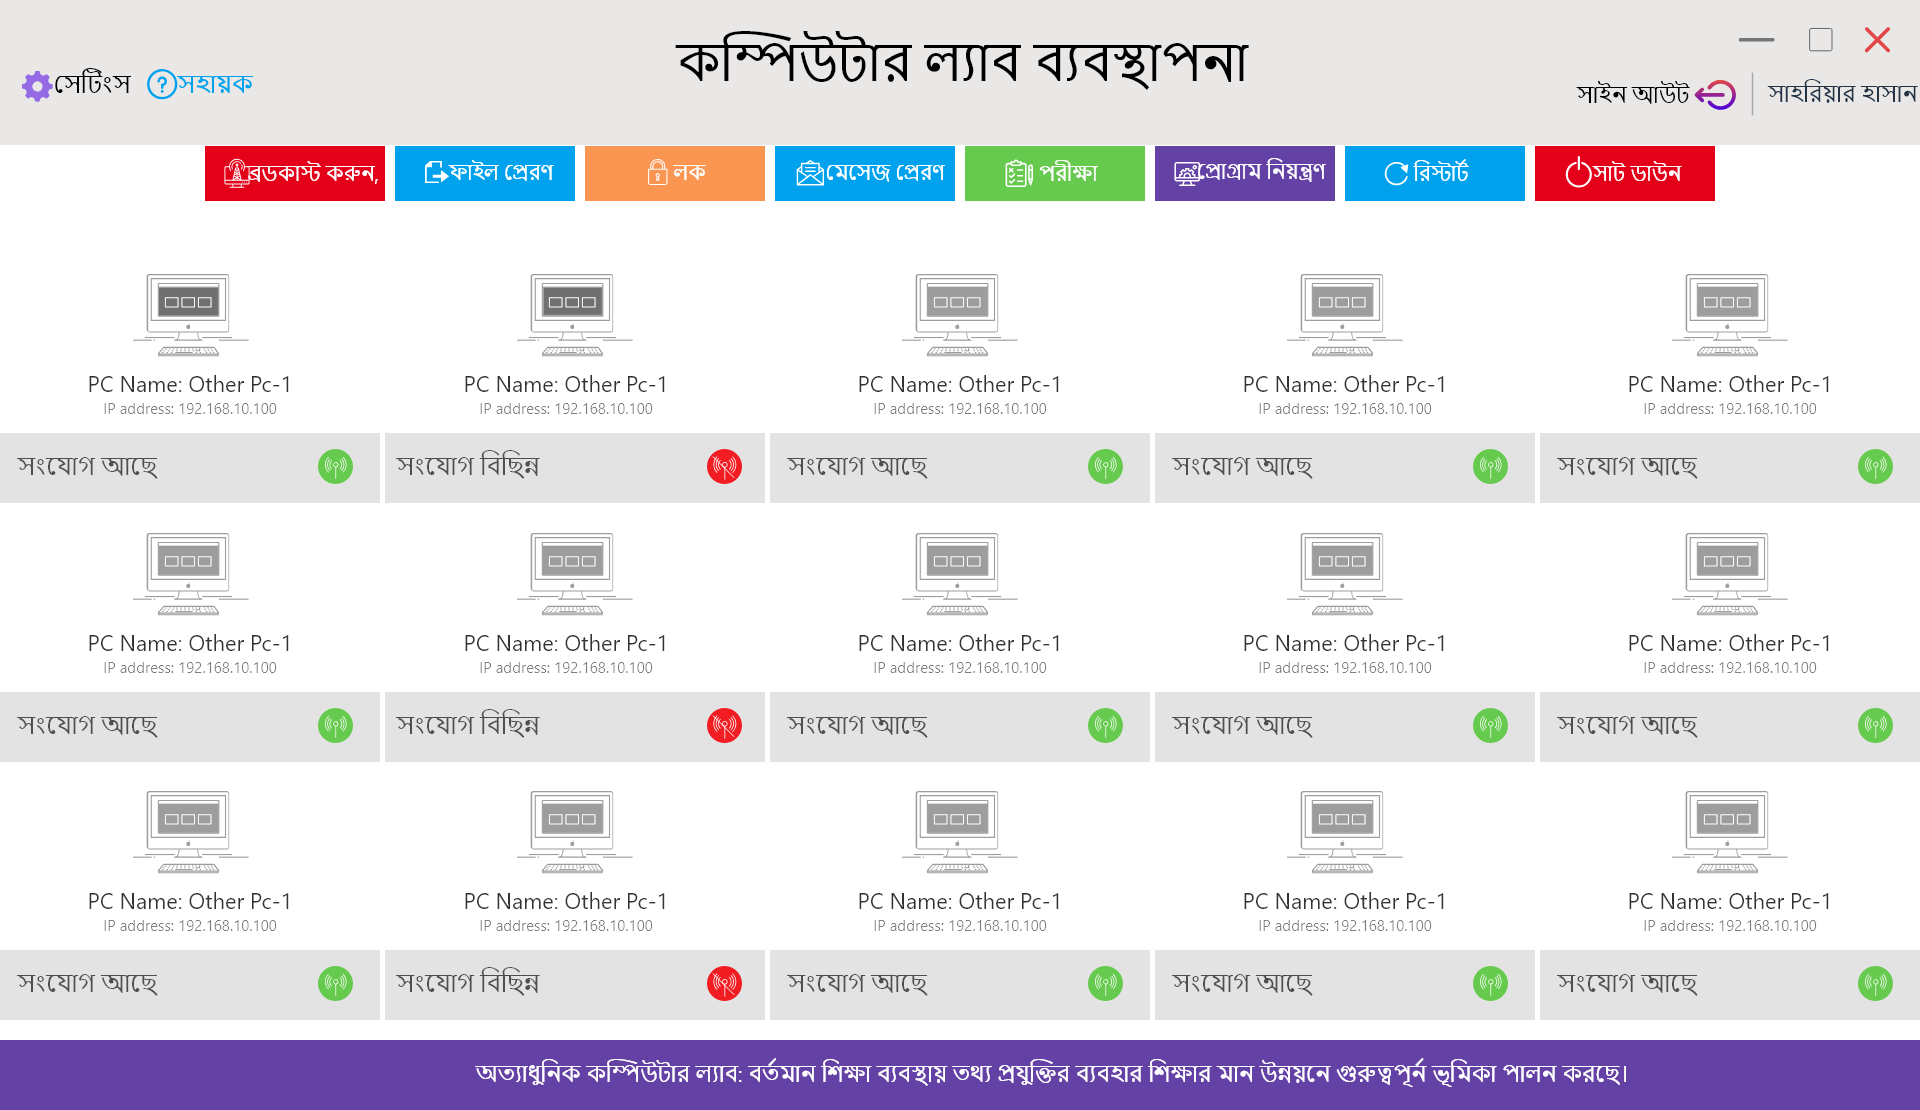 কম্পিউটার ল্যাব ব্যবস্থাপনা
সেটিংস সহায়ক
সাইন আউট সাহরিয়ার হাসান
ব্রডকাস্ট করুন, ফাইল প্রেরণ লক মেসেজ প্রেরণ পরীক্ষা প্রোগ্রাম নিয়ন্ত্রণ রিস্টার্ট সাট ডাউন
PC Name: Other Pc-1 PC Name: Other Pc-1 PC Name: Other Pc-1 PC Name: Other Pc-1 PC Name: Other Pc-1
IP address: 192.168.10.100 IP address: 192.168.10.100 IP address: 192.168.10.100 IP address: 192.168.10.100 IP address: 192.168.10.100
সংযোগ আছে সংযোগ বিছিন্ন সংযোগ আছে সংযোগ আছে সংযোগ আছে
PC Name: Other Pc-1 PC Name: Other Pc-1 PC Name: Other Pc-1 PC Name: Other Pc-1 PC Name: Other Pc-1
IP address: 192.168.10.100 IP address: 192.168.10.100 IP address: 192.168.10.100 IP address: 192.168.10.100 IP address: 192.168.10.100
সংযোগ আছে সংযোগ বিছিন্ন সংযোগ আছে সংযোগ আছে সংযোগ আছে
PC Name: Other Pc-1 PC Name: Other Pc-1 PC Name: Other Pc-1 PC Name: Other Pc-1 PC Name: Other Pc-1
IP address: 192.168.10.100 IP address: 192.168.10.100 IP address: 192.168.10.100 IP address: 192.168.10.100 IP address: 192.168.10.100
সংযোগ আছে সংযোগ বিছিন্ন সংযোগ আছে সংযোগ আছে সংযোগ আছে
অত্যাধুনিক কম্পিউটার ল্যাব: বর্তমান শিক্ষা ব্যবস্থায় তথ্য প্রযুক্তির ব্যবহার শিক্ষার মান উন্নয়নে গুরুত্বপূর্ন ভূমিকা পালন করছে।